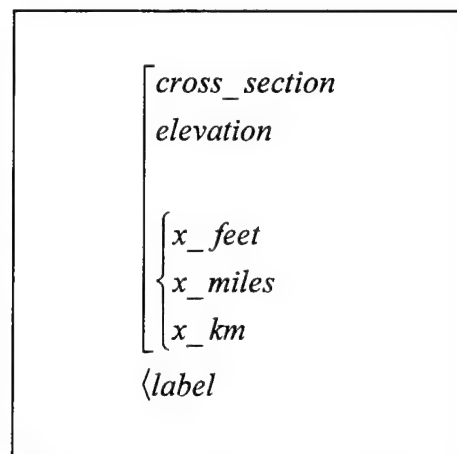 cross_section
elevation
x_feet
x_miles
x_km
⟨label